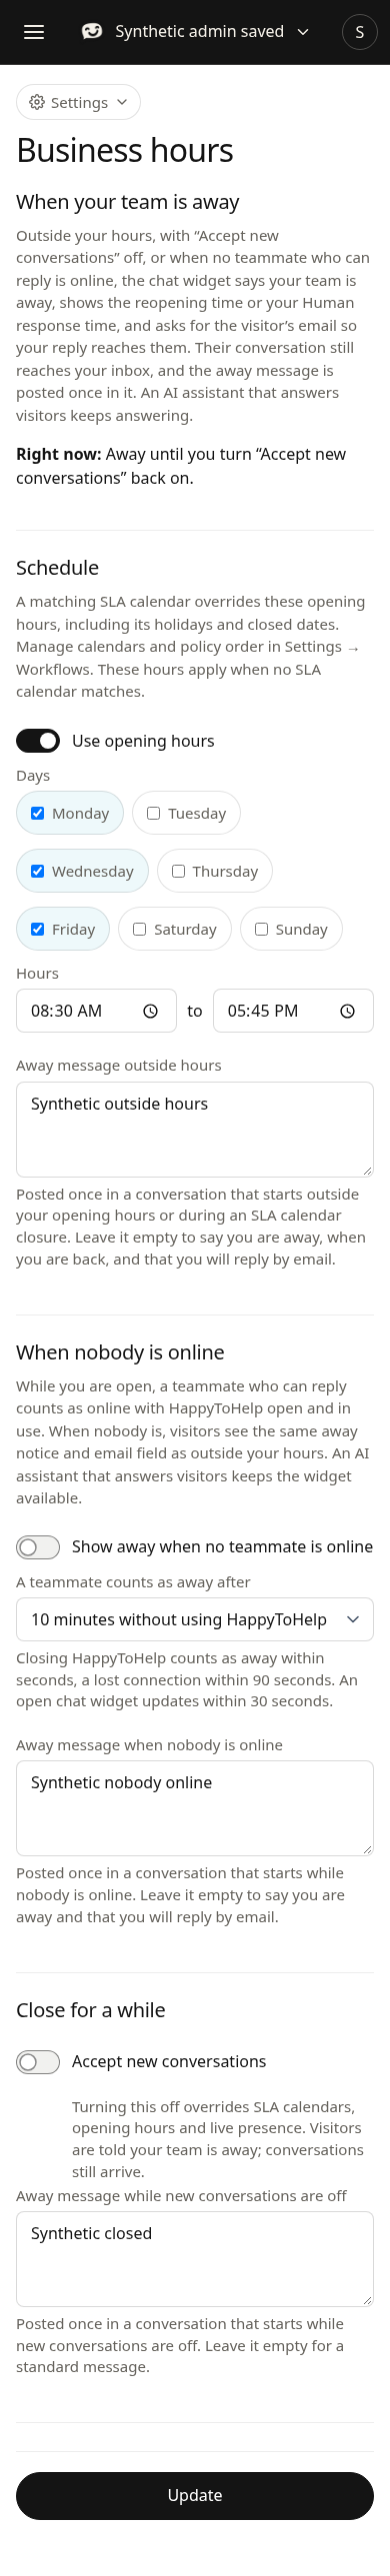 Synthetic admin saved
S
Settings
Business hours
When your team is away
Outside your hours, with “Accept new
conversations” off, or when no teammate who can
reply is online, the chat widget says your team is
away, shows the reopening time or your Human
response time, and asks for the visitor’s email so
your reply reaches them. Their conversation still
reaches your inbox, and the away message is
posted once in it. An AI assistant that answers
visitors keeps answering.
Right now: Away until you turn “Accept new
conversations” back on.
Schedule
A matching SLA calendar overrides these opening
hours, including its holidays and closed dates.
Manage calendars and policy order in Settings →
Workflows. These hours apply when no SLA
calendar matches.
Use opening hours
Days
Monday Tuesday
Wednesday Thursday
Friday Saturday Sunday
Hours
08:30 AM to 05:45 PM
Away message outside hours
Synthetic outside hours
Posted once in a conversation that starts outside
your opening hours or during an SLA calendar
closure. Leave it empty to say you are away, when
you are back, and that you will reply by email.
When nobody is online
While you are open, a teammate who can reply
counts as online with HappyToHelp open and in
use. When nobody is, visitors see the same away
notice and email field as outside your hours. An AI
assistant that answers visitors keeps the widget
available.
Show away when no teammate is online
A teammate counts as away after
10 minutes without using HappyToHelp
Closing HappyToHelp counts as away within
seconds, a lost connection within 90 seconds. An
open chat widget updates within 30 seconds.
Away message when nobody is online
Synthetic nobody online
Posted once in a conversation that starts while
nobody is online. Leave it empty to say you are
away and that you will reply by email.
Close for a while
Accept new conversations
Turning this off overrides SLA calendars,
opening hours and live presence. Visitors
are told your team is away; conversations
still arrive.
Away message while new conversations are off
Synthetic closed
Posted once in a conversation that starts while
new conversations are off. Leave it empty for a
standard message.
Update